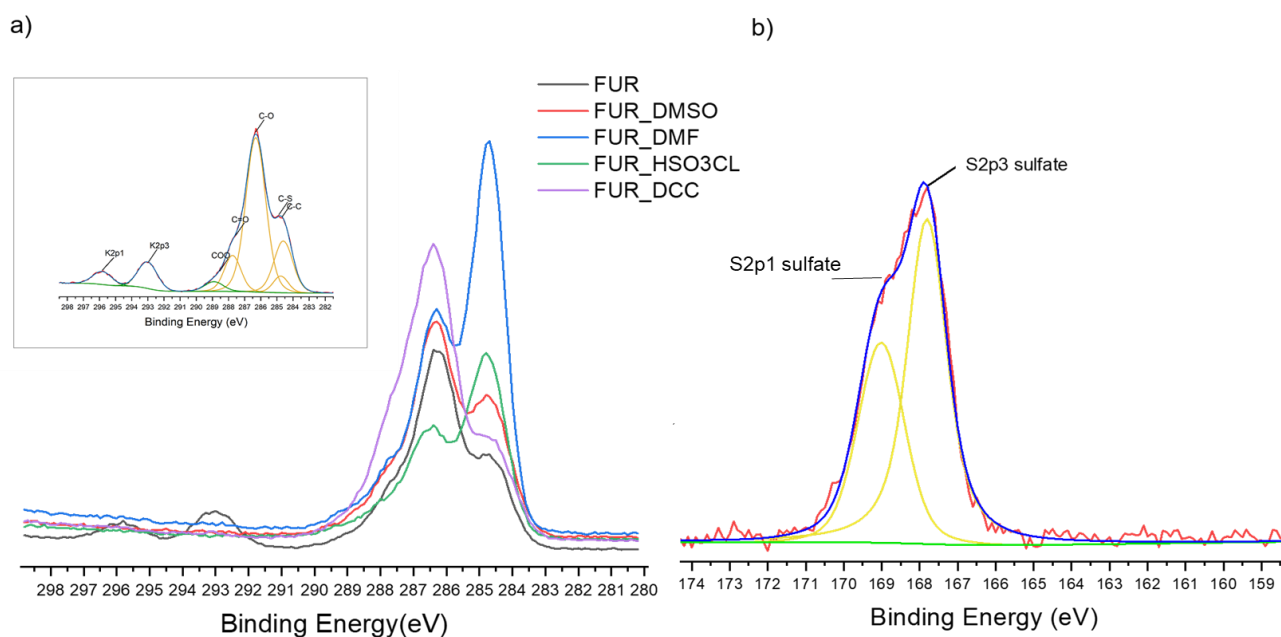 a)
b)
FUR
FUR_DMSO
FUR_DMF
FUR_HSO3CL
FUR_DCC
C-O
C-S
C-C
C=O
COO
K2p1
K2p3
298 297 296 295 294 293 292 291 290 289 288 287 286 285 284 283 282 281
Binding Energy (eV)
298 297 296 295 294 293 292 291 290 289 288 287 286 285 284 283 282 281 280
Binding Energy(eV)
S2p3 sulfate
S2p1 sulfate
174 173 172 171 170 169 168 167 166 165 164 163 162 161 160 159
Binding Energy (eV)